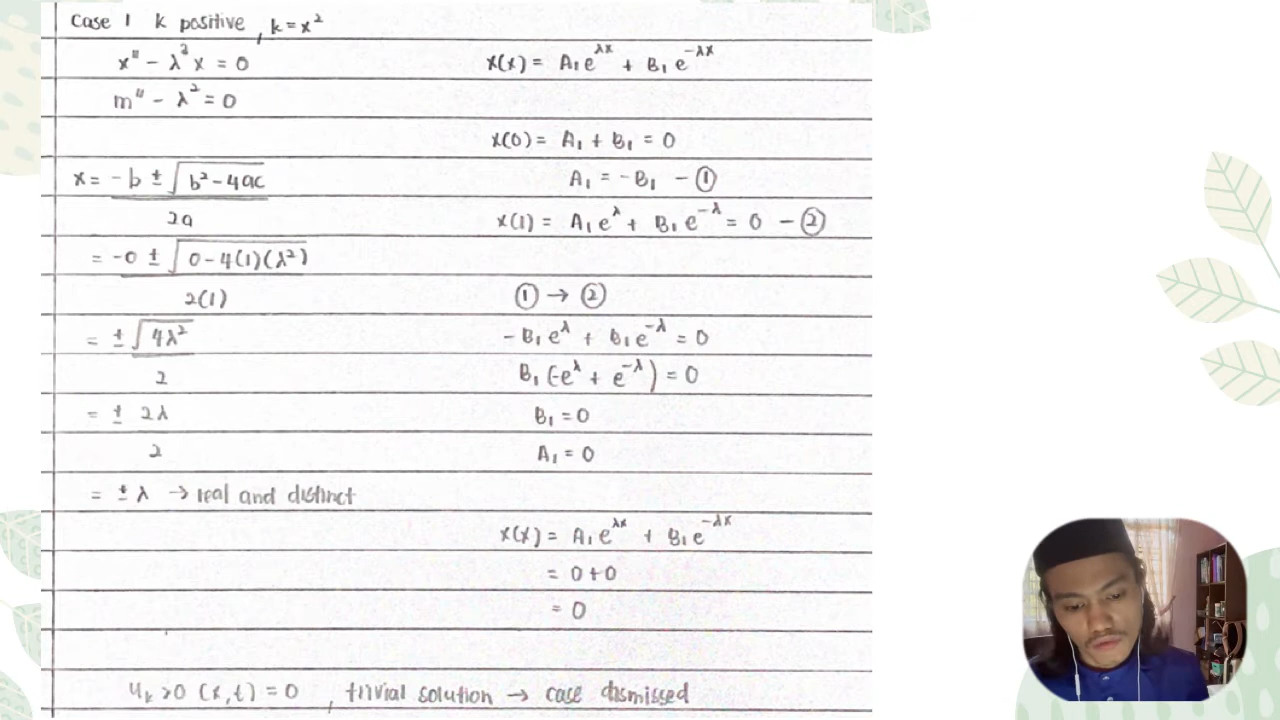 Case 1 k positive, k = x²
x" - λ² x = 0
m" - λ² = 0
x = -b ± √b² - 4ac
2a
= -0 ± √0 - 4(1)(λ²)
2(1)
= ± √4λ²
2
= ± 2λ
2
= ± λ → real and distinct
x(x) = A₁e^λx + B₁e^-λx
x(0) = A₁ + B₁ = 0
A₁ = -B₁ - ①
x(1) = A₁e^λ + B₁e^-λ = 0 - ②
① → ②
-B₁e^λ + B₁e^-λ = 0
B₁(-e^λ + e^-λ) = 0
B₁ = 0
A₁ = 0
x(x) = A₁e^λx + B₁e^-λx
= 0 + 0
= 0
u k>0 (x,t) = 0, trivial solution → case dismissed